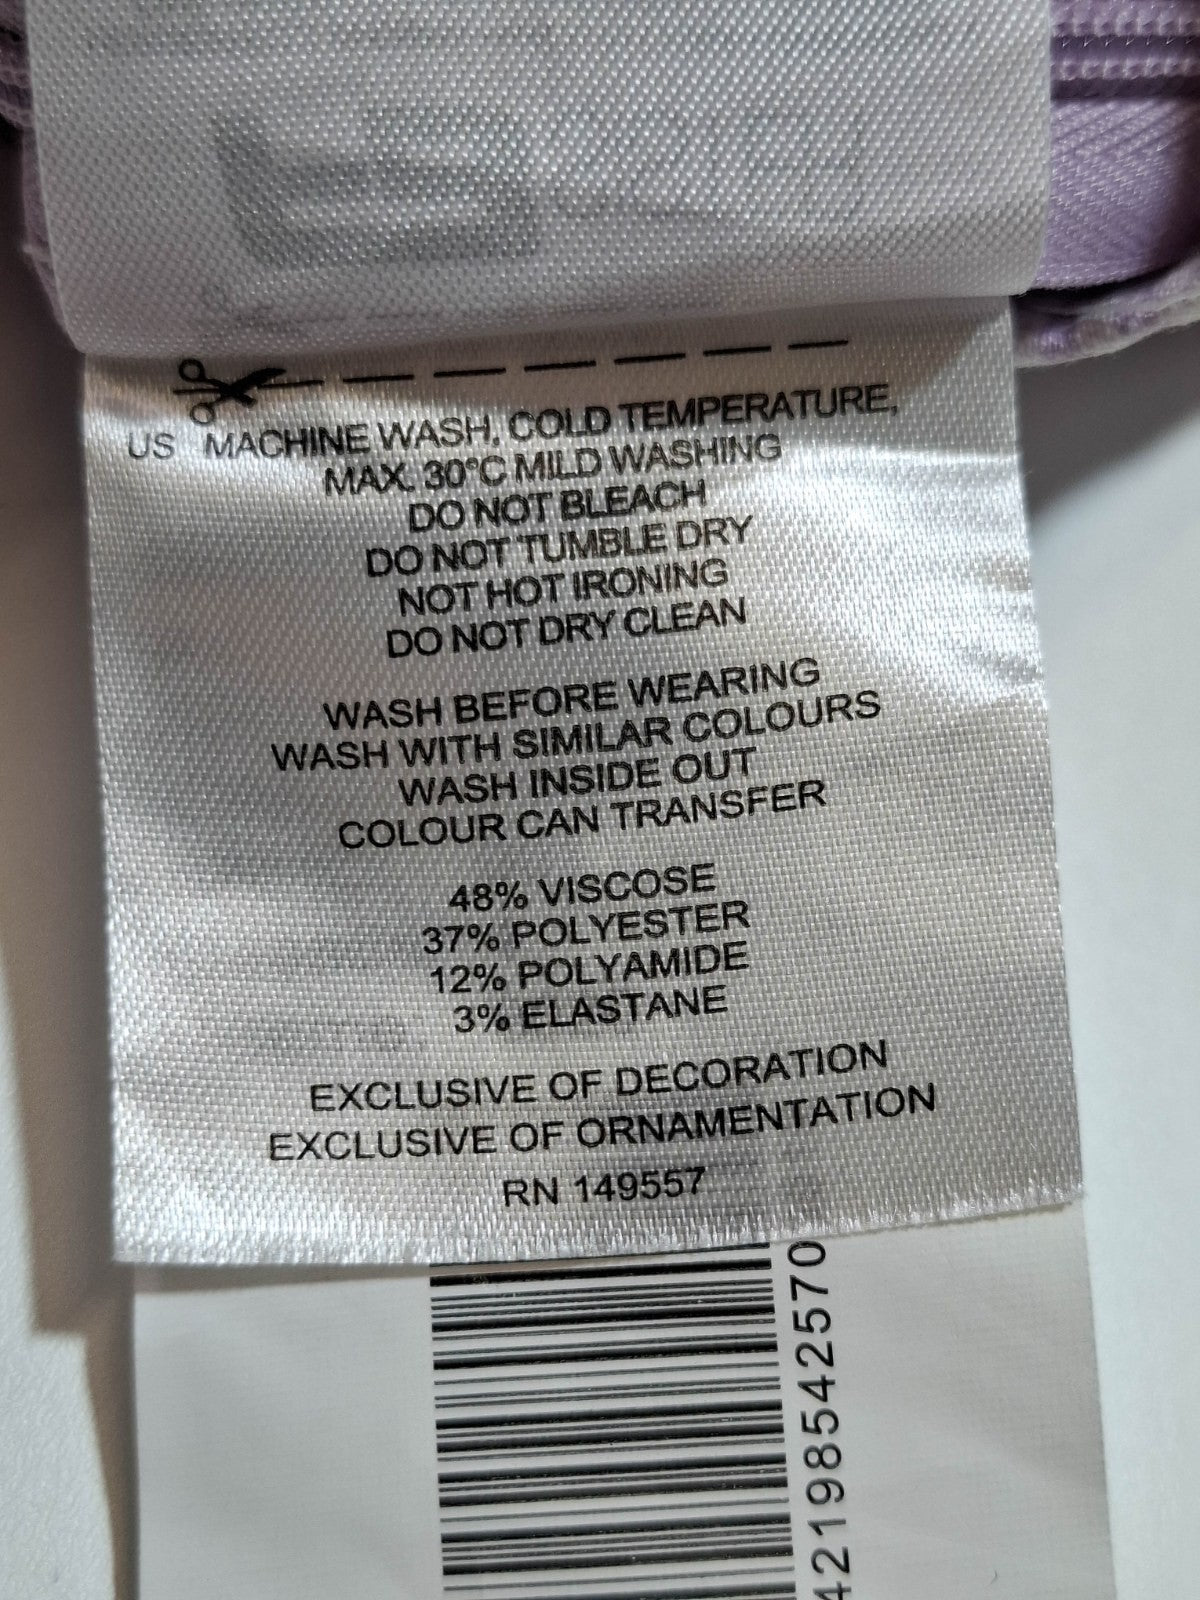 US MACHINE WASH, COLD TEMPERATURE,
MAX. 30°C MILD WASHING
DO NOT BLEACH
DO NOT TUMBLE DRY
NOT HOT IRONING
DO NOT DRY CLEAN
WASH BEFORE WEARING
WASH WITH SIMILAR COLOURS
WASH INSIDE OUT
COLOUR CAN TRANSFER
48% VISCOSE
37% POLYESTER
12% POLYAMIDE
3% ELASTANE
EXCLUSIVE OF DECORATION
EXCLUSIVE OF ORNAMENTATION
RN 149557
42198542570